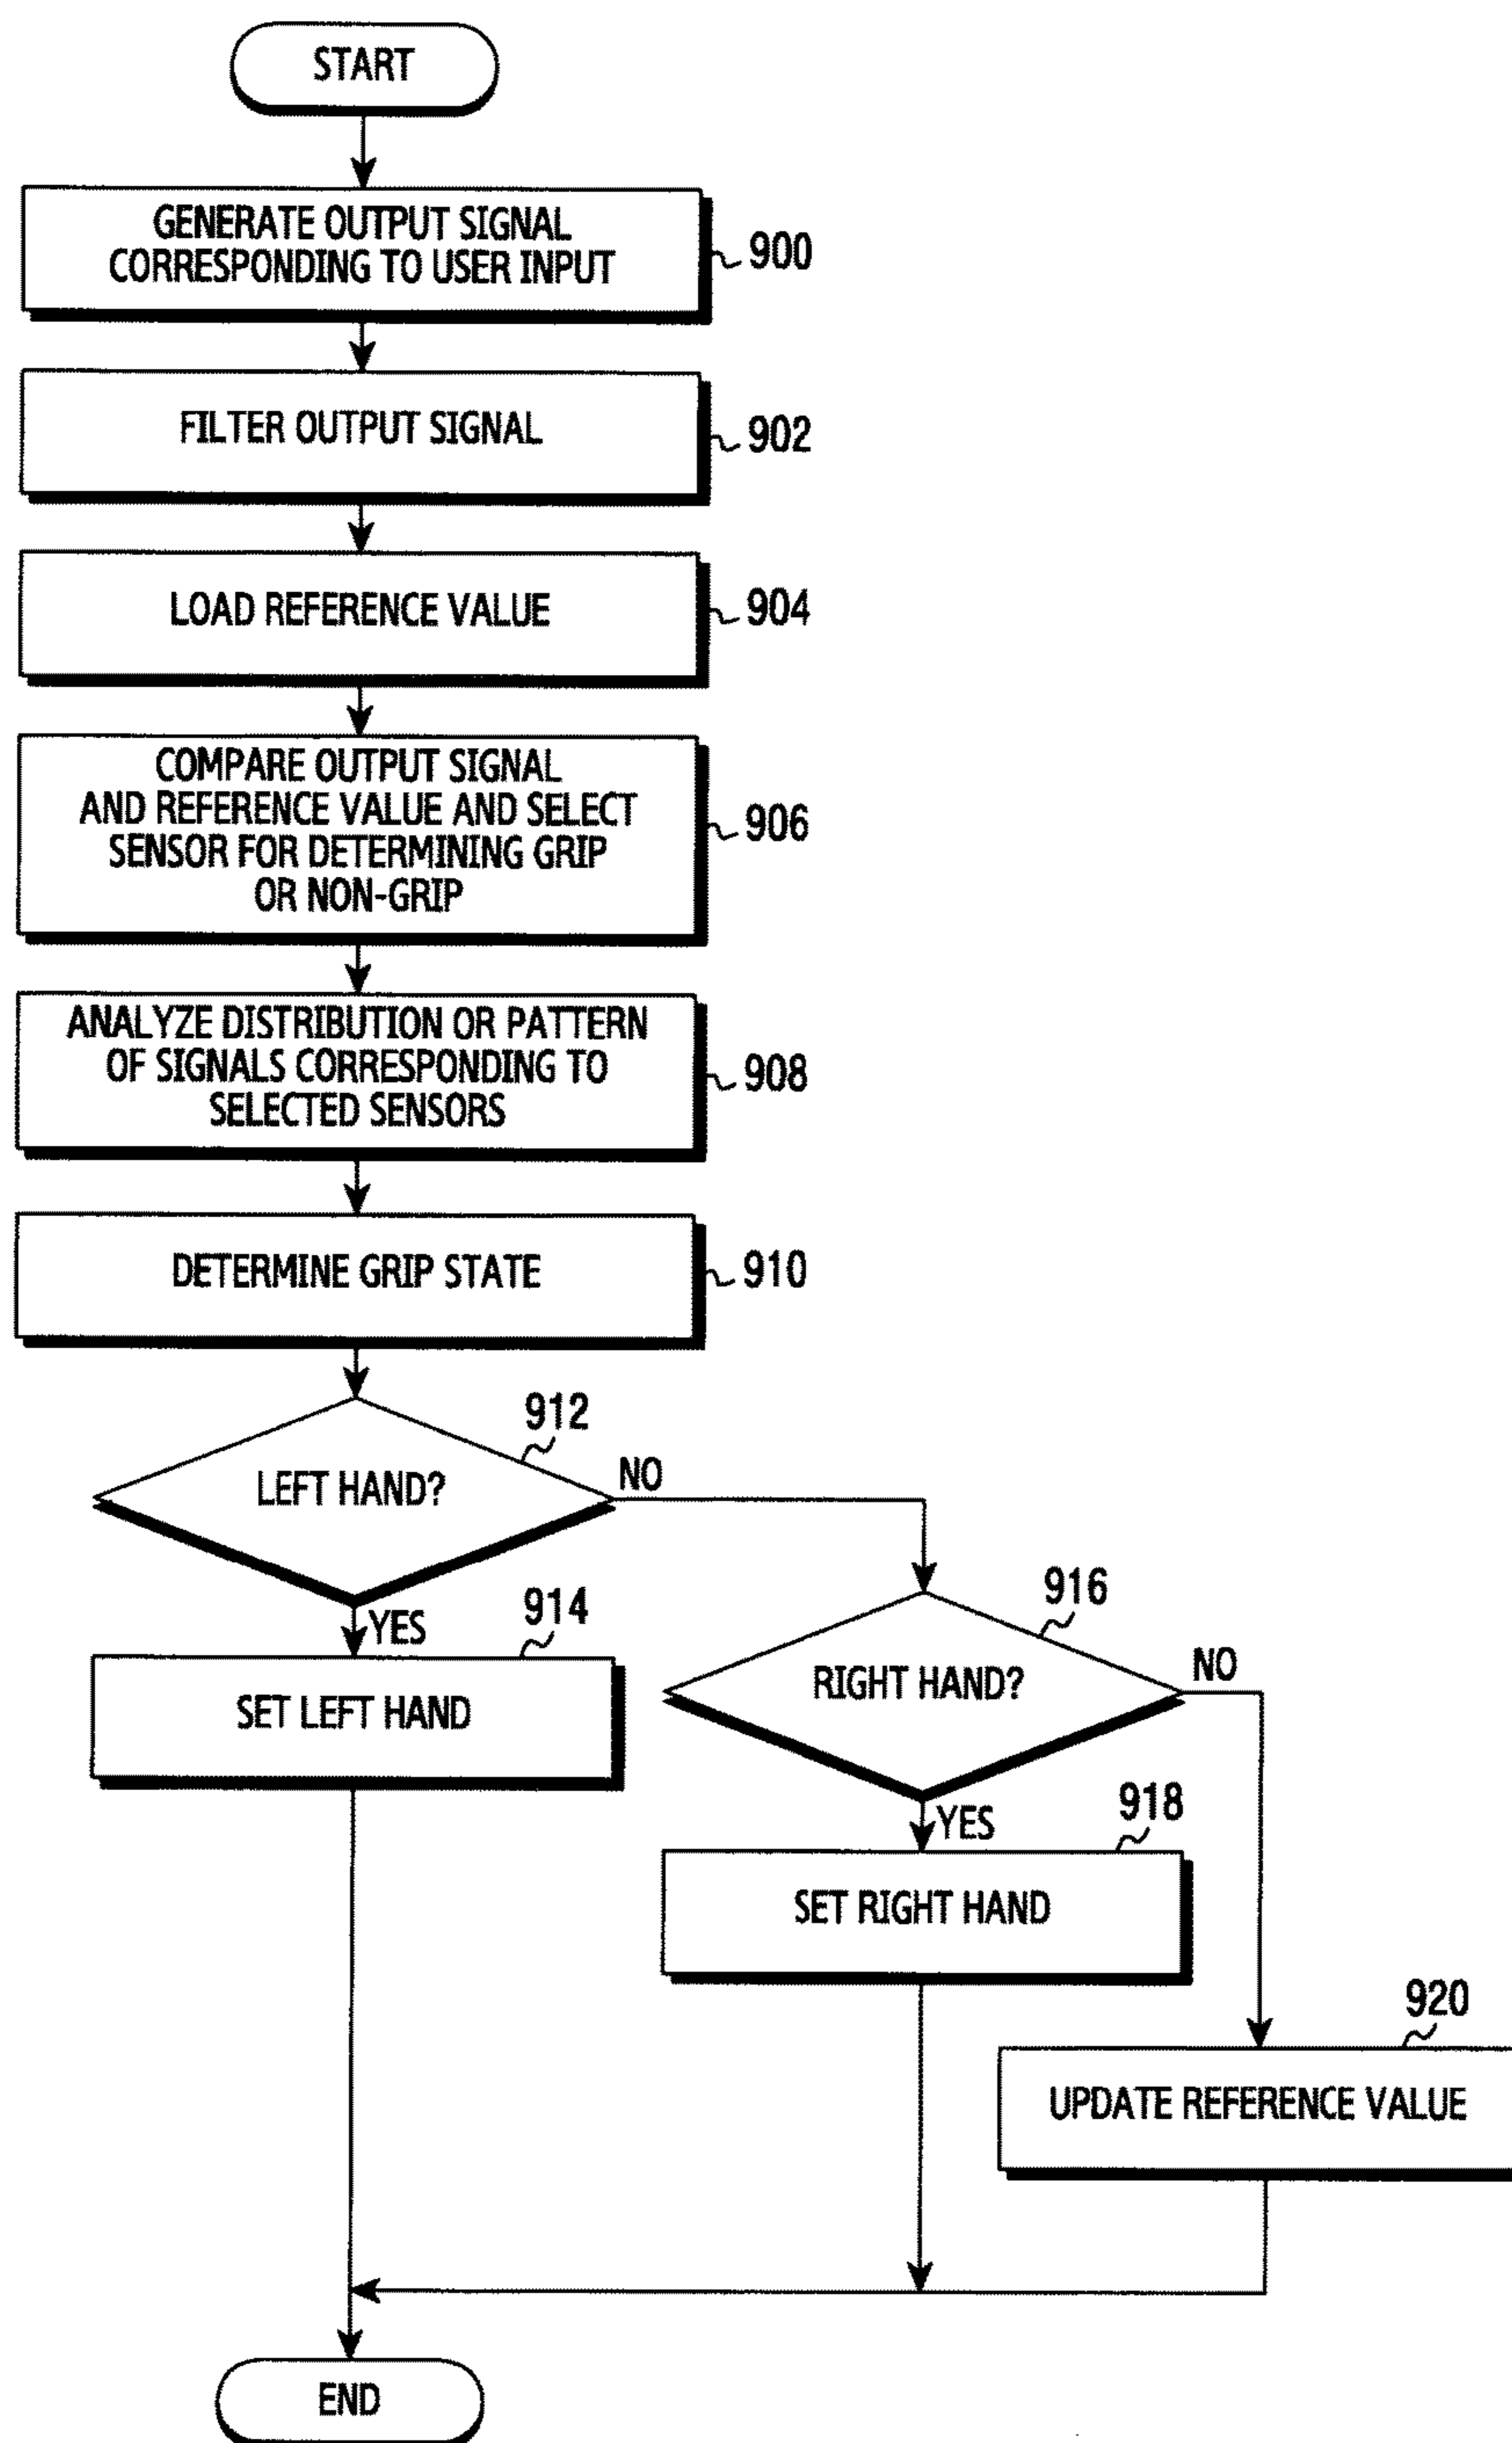 START
GENERATE OUTPUT SIGNAL
CORRESPONDING TO USER INPUT
900
FILTER OUTPUT SIGNAL
902
LOAD REFERENCE VALUE
904
COMPARE OUTPUT SIGNAL
AND REFERENCE VALUE AND SELECT
SENSOR FOR DETERMINING GRIP
OR NON-GRIP
906
ANALYZE DISTRIBUTION OR PATTERN
OF SIGNALS CORRESPONDING TO
SELECTED SENSORS
908
DETERMINE GRIP STATE
910
912
LEFT HAND?
NO
YES
914
SET LEFT HAND
916
RIGHT HAND?
NO
YES
918
SET RIGHT HAND
920
UPDATE REFERENCE VALUE
END